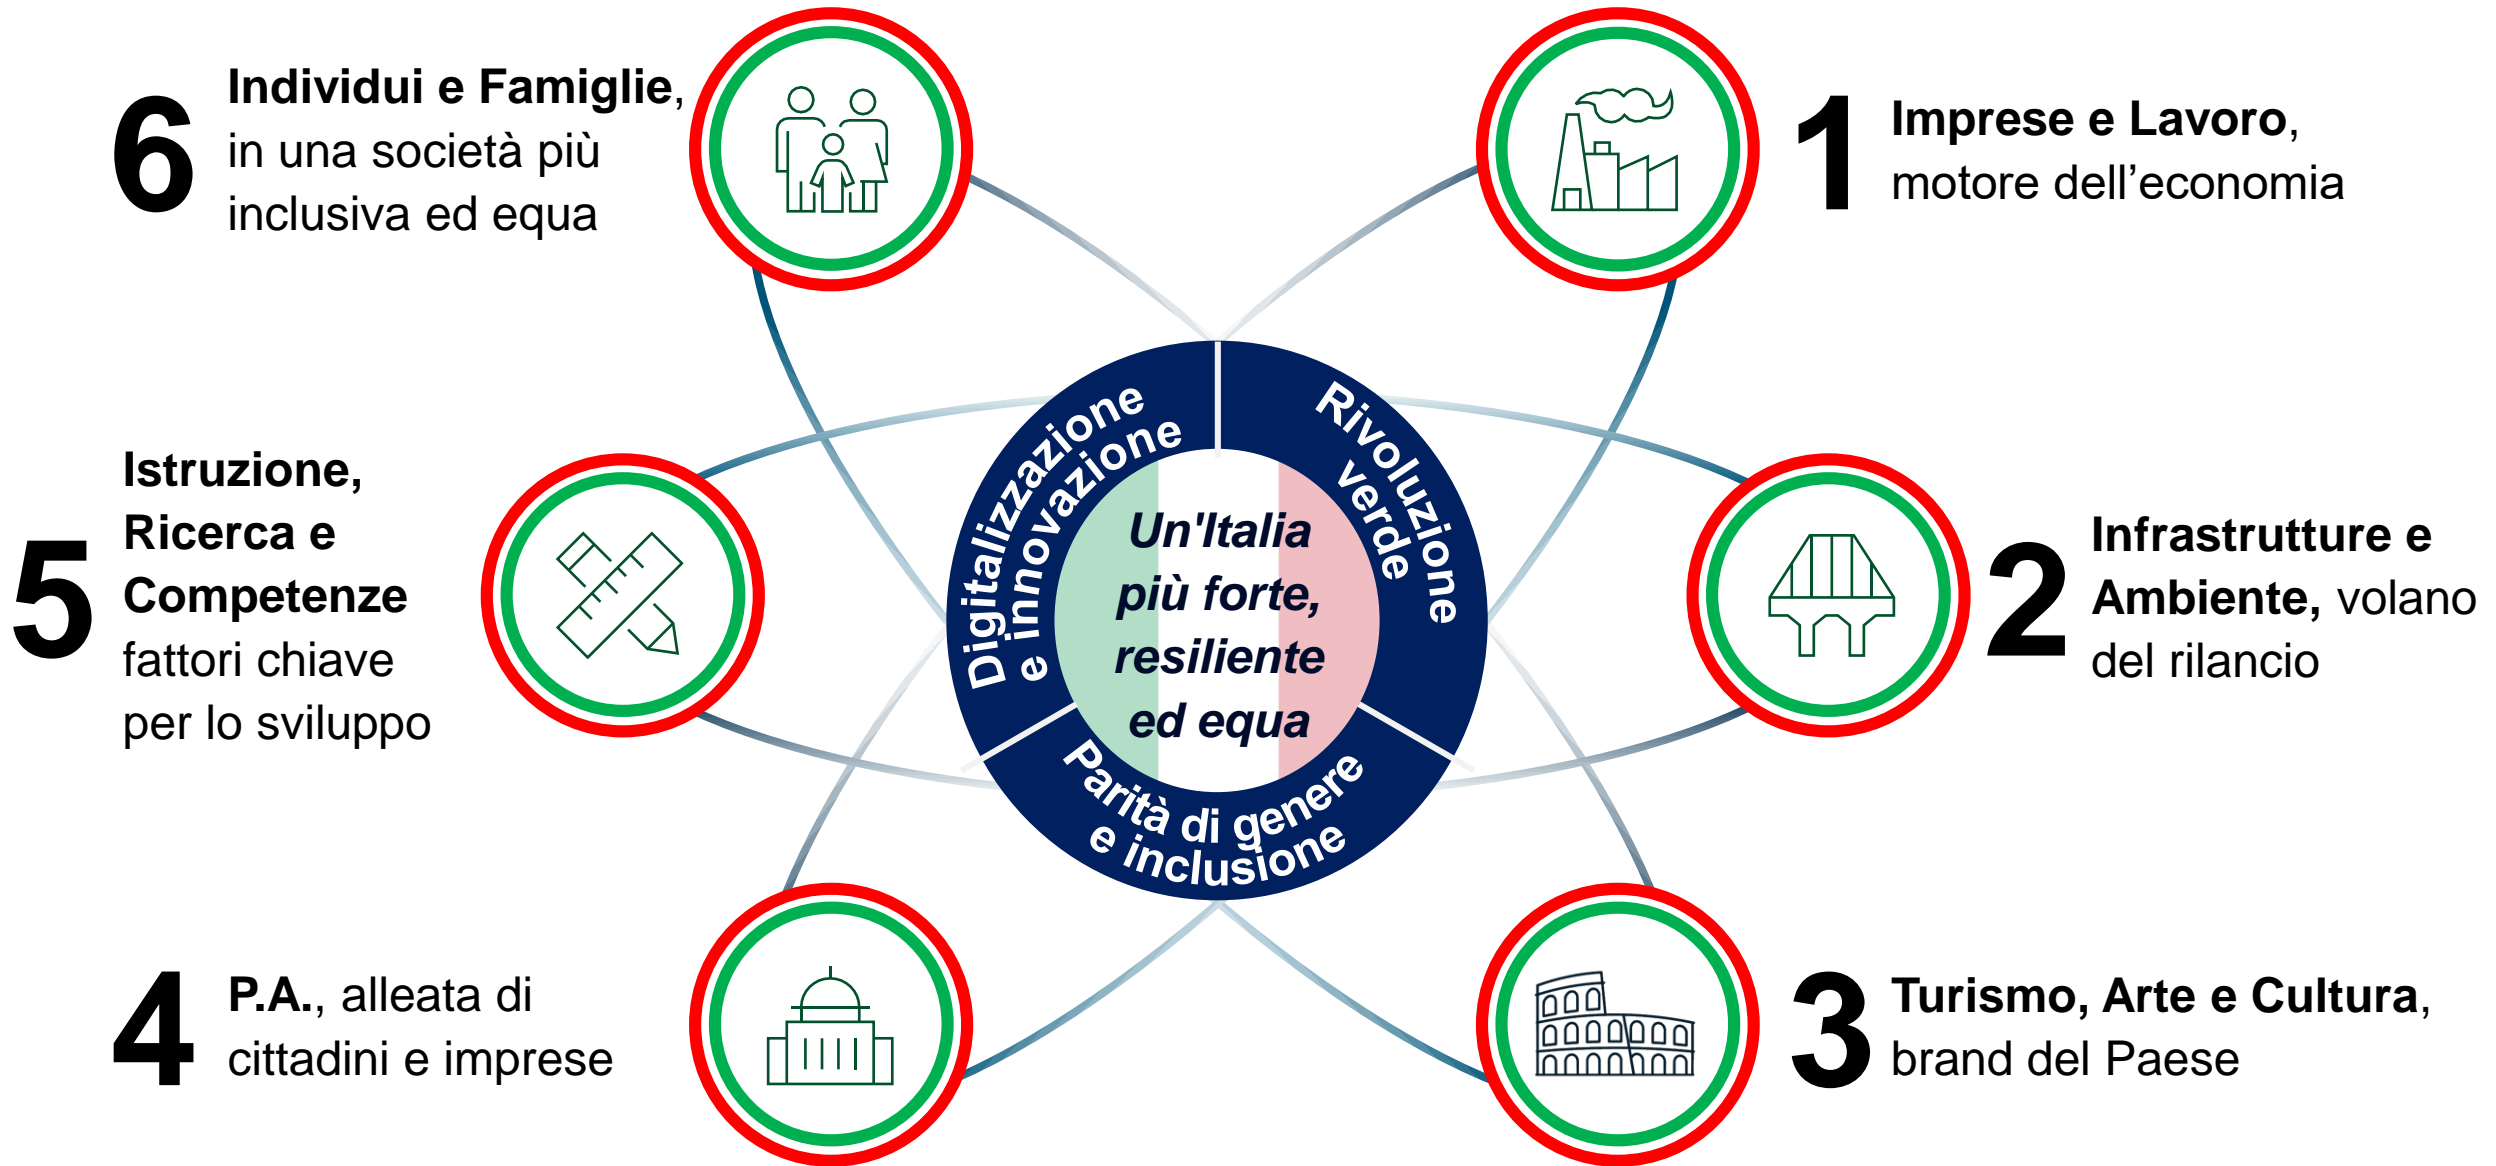 1
Imprese e Lavoro,
motore dell’economia
2
Infrastrutture e
Ambiente, volano
del rilancio
3
Turismo, Arte e Cultura,
brand del Paese
4
P.A., alleata di
cittadini e imprese
5
Istruzione,
Ricerca e
Competenze
fattori chiave
per lo sviluppo
6
Individui e Famiglie,
in una società più
inclusiva ed equa
Digitalizzazione
e innovazione
Rivoluzione
verde
Parità di genere
e inclusione
Un'Italia
più forte,
resiliente
ed equa